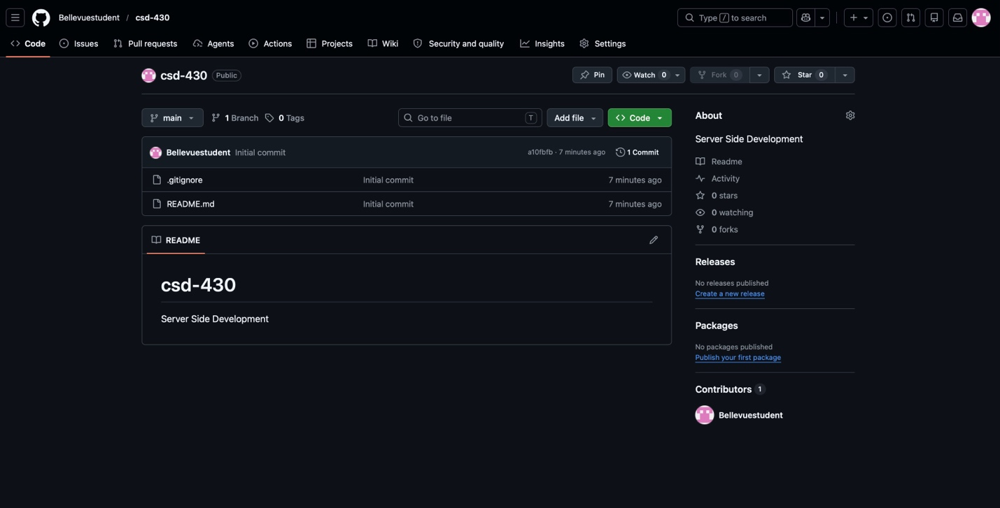 Bellevuestudent / csd-430
Type / to search
Code Issues Pull requests Agents Actions Projects Wiki Security and quality Insights Settings
csd-430 Public
Pin Watch 0 Fork 0 Star 0
main 1 Branch 0 Tags
Go to file T Add file Code
Bellevuestudent Initial commit a10fbfb · 7 minutes ago 1 Commit
.gitignore Initial commit 7 minutes ago
README.md Initial commit 7 minutes ago
README
csd-430
Server Side Development
About
Server Side Development
Readme
Activity
0 stars
0 watching
0 forks
Releases
No releases published
Create a new release
Packages
No packages published
Publish your first package
Contributors 1
Bellevuestudent